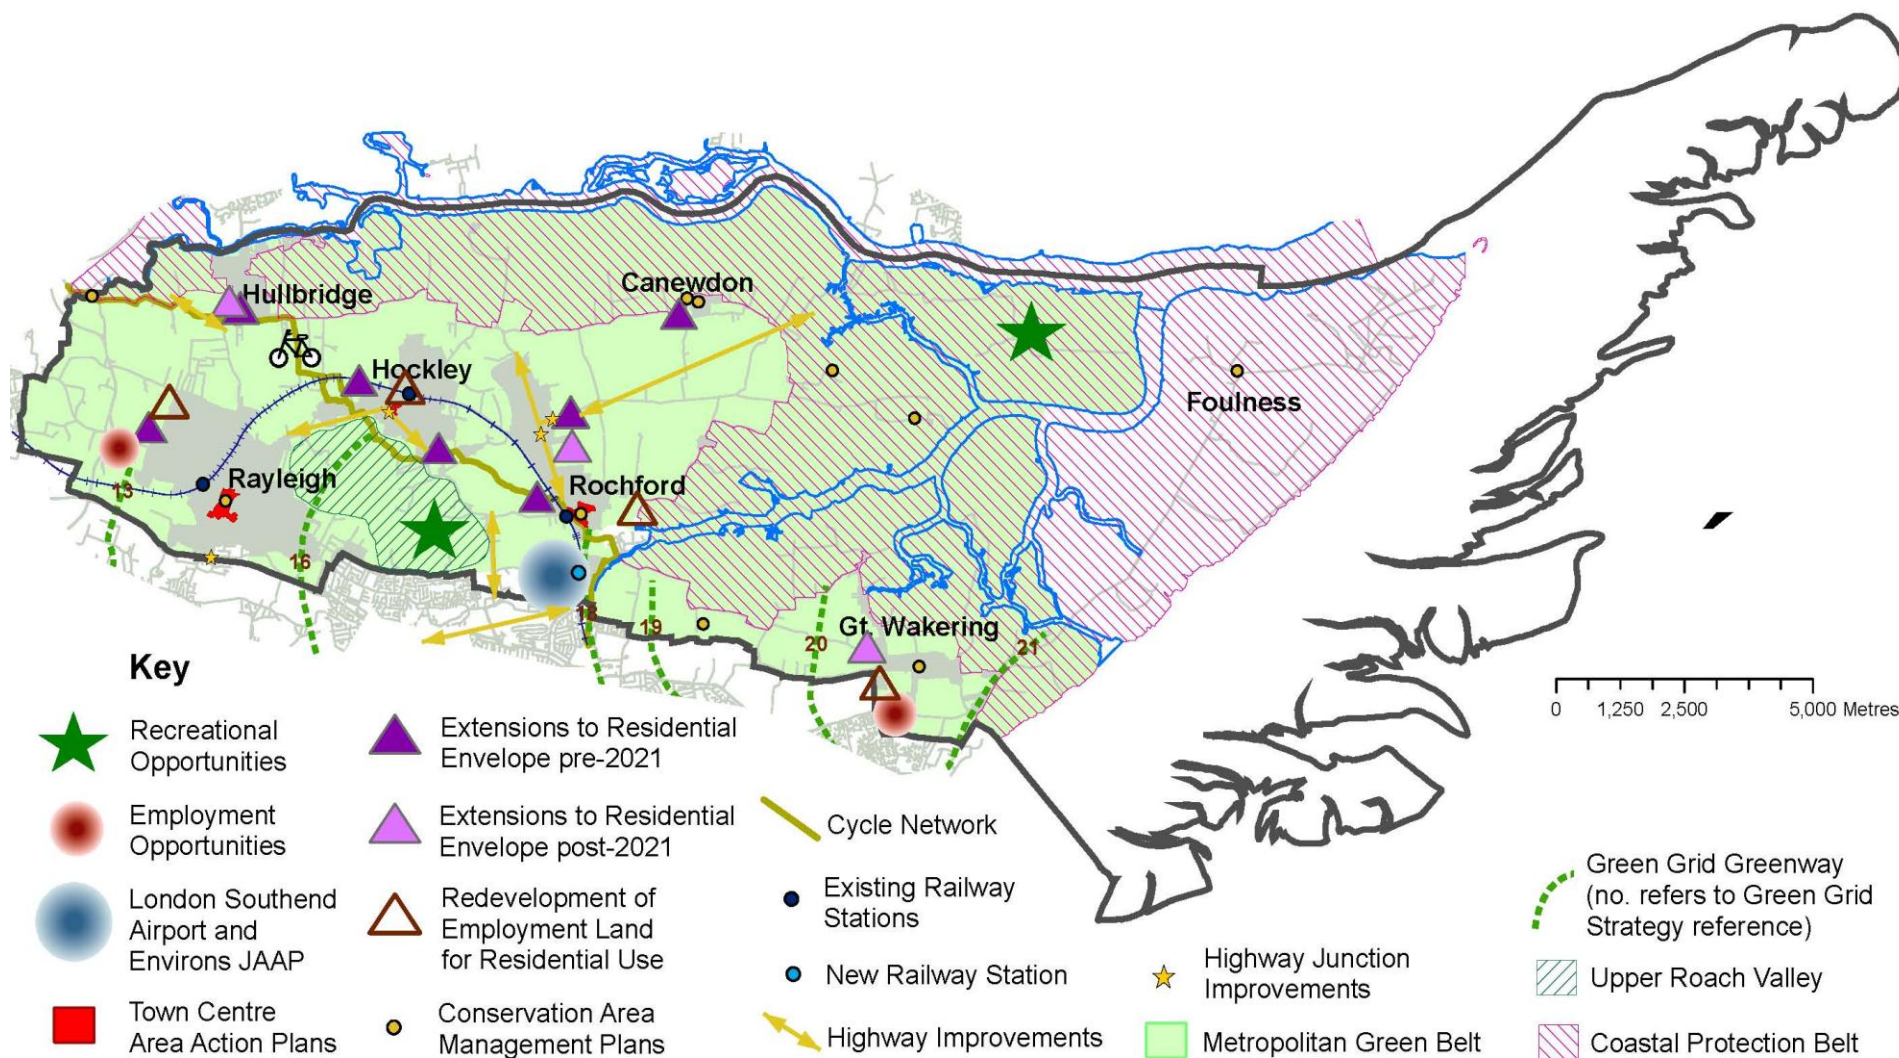 Canewdon
Hullbridge
Hockley
Foulness
Rayleigh
Rochford
13
16
18
19
20
Gt. Wakering
21
Key
Recreational
Opportunities
Employment
Opportunities
London Southend
Airport and
Environs JAAP
Town Centre
Area Action Plans
Extensions to Residential
Envelope pre-2021
Extensions to Residential
Envelope post-2021
Redevelopment of
Employment Land
for Residential Use
Conservation Area
Management Plans
Cycle Network
Existing Railway
Stations
New Railway Station
Highway Improvements
Highway Junction
Improvements
Metropolitan Green Belt
0 1,250 2,500 5,000 Metres
Green Grid Greenway
(no. refers to Green Grid
Strategy reference)
Upper Roach Valley
Coastal Protection Belt